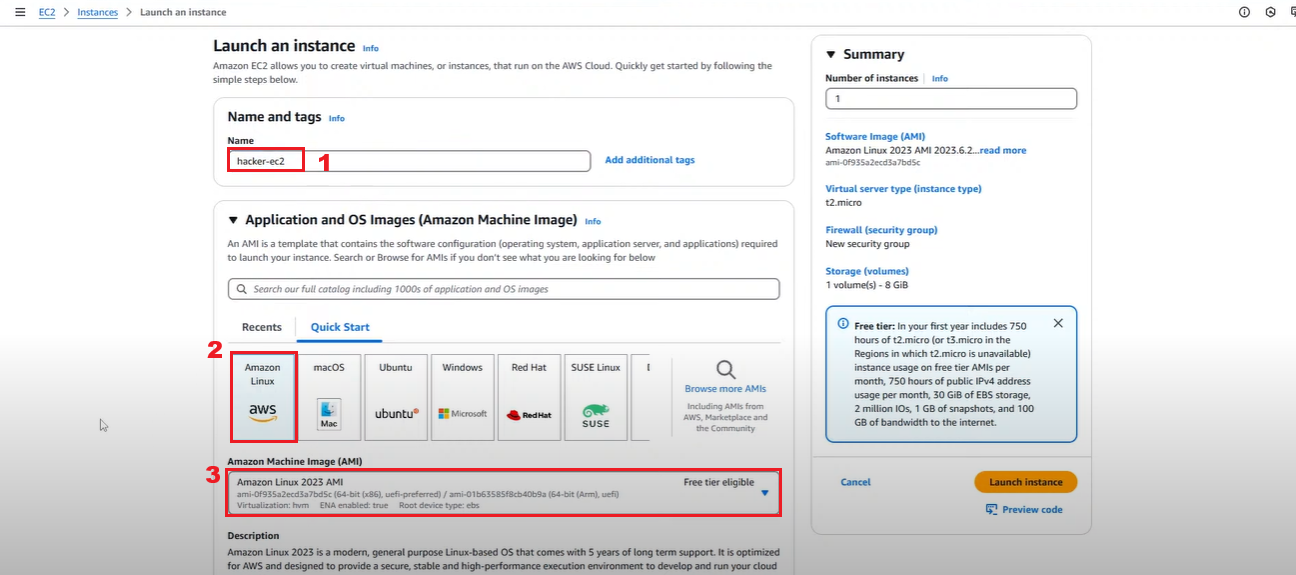 EC2 > Instances > Launch an instance
Launch an instance Info
Amazon EC2 allows you to create virtual machines, or instances, that run on the AWS Cloud. Quickly get started by following the
simple steps below.
Name and tags Info
Name
hacker-ec2
1
Add additional tags
Application and OS Images (Amazon Machine Image) Info
An AMI is a template that contains the software configuration (operating system, application server, and applications) required
to launch your instance. Search or Browse for AMIs if you don't see what you are looking for below
Search our full catalog including 1000s of application and OS images
Recents
Quick Start
2
Amazon
Linux
aws
macOS
Mac
Ubuntu
ubuntu
Windows
Microsoft
Red Hat
RedHat
SUSE Linux
SUSE
Browse more AMIs
Including AMIs from
AWS, Marketplace and
the Community
Amazon Machine Image (AMI)
3
Amazon Linux 2023 AMI
Free tier eligible
ami-0f935a2ecd3a7bd5c (64-bit (x86), uefi-preferred) / ami-01b63585f8cb40b9a (64-bit (Arm), uefi)
Virtualization: hvm ENA enabled: true Root device type: ebs
Description
Amazon Linux 2023 is a modern, general purpose Linux-based OS that comes with 5 years of long term support. It is optimized
for AWS and designed to provide a secure, stable and high-performance execution environment to develop and run your cloud
Summary
Number of instances Info
1
Software Image (AMI)
Amazon Linux 2023 AMI 2023.6.2...read more
ami-0f935a2ecd3a7bd5c
Virtual server type (instance type)
t2.micro
Firewall (security group)
New security group
Storage (volumes)
1 volume(s) - 8 GiB
Free tier: In your first year includes 750
hours of t2.micro (or t3.micro in the
Regions in which t2.micro is unavailable)
instance usage on free tier AMIs per
month, 750 hours of public IPv4 address
usage per month, 30 GiB of EBS storage,
2 million IOs, 1 GB of snapshots, and 100
GB of bandwidth to the internet.
Cancel
Launch instance
Preview code